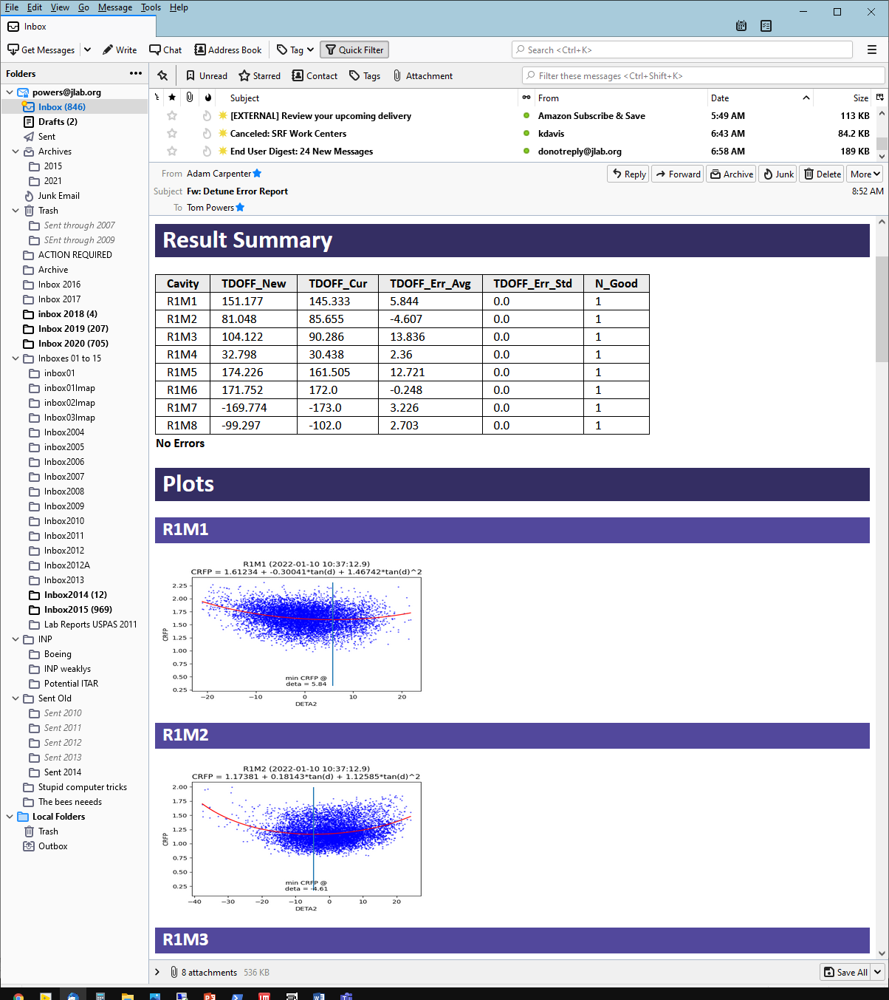 File Edit View Go Message Tools Help
Inbox
Get Messages Write Chat Address Book Tag Quick Filter Search <Ctrl+K>
Folders
Unread Starred Contact Tags Attachment Filter these messages <Ctrl+Shift+K>
Subject From Date Size
[EXTERNAL] Review your upcoming delivery Amazon Subscribe & Save 5:49 AM 113 KB
Canceled: SRF Work Centers kdavis 6:43 AM 84.2 KB
End User Digest: 24 New Messages donotreply@jlab.org 6:58 AM 189 KB
powers@jlab.org
Inbox (846)
Drafts (2)
Sent
Archives
2015
2021
Junk Email
Trash
Sent through 2007
SEnt through 2009
ACTION REQUIRED
Archive
Inbox 2016
Inbox 2017
inbox 2018 (4)
Inbox 2019 (207)
Inbox 2020 (705)
Inboxes 01 to 15
inbox01
inbox01Imap
inbox02Imap
Inbox03Imap
Inbox2004
inbox2005
Inbox2006
Inbox2007
Inbox2008
Inbox2009
Inbox2010
Inbox2011
Inbox2012
Inbox2012A
Inbox2013
Inbox2014 (12)
Inbox2015 (969)
Lab Reports USPAS 2011
INP
Boeing
INP weaklys
Potential ITAR
Sent Old
Sent 2010
Sent 2011
Sent 2012
Sent 2013
Sent 2014
Stupid computer tricks
The bees neeeds
Local Folders
Trash
Outbox
From Adam Carpenter Reply Forward Archive Junk Delete More
Subject Fw: Detune Error Report 8:52 AM
To Tom Powers
Result Summary
Cavity TDOFF_New TDOFF_Cur TDOFF_Err_Avg TDOFF_Err_Std N_Good
R1M1 151.177 145.333 5.844 0.0 1
R1M2 81.048 85.655 -4.607 0.0 1
R1M3 104.122 90.286 13.836 0.0 1
R1M4 32.798 30.438 2.36 0.0 1
R1M5 174.226 161.505 12.721 0.0 1
R1M6 171.752 172.0 -0.248 0.0 1
R1M7 -169.774 -173.0 3.226 0.0 1
R1M8 -99.297 -102.0 2.703 0.0 1
No Errors
Plots
R1M1
R1M1 (2022-01-10 10:37:12.9)
CRFP = 1.61234 + -0.30041*tan(d) + 1.46742*tan(d)^2
2.25
2.00
1.75
1.50
1.25
1.00
0.75
0.50
0.25
CRFP
min CRFP @
deta = 5.84
−20 −10 0 10 20
DETA2
R1M2
R1M2 (2022-01-10 10:37:12.9)
CRFP = 1.17381 + 0.18143*tan(d) + 1.12585*tan(d)^2
2.00
1.75
1.50
1.25
1.00
0.75
0.50
0.25
CRFP
min CRFP @
deta = -4.61
−40 −30 −20 −10 0 10 20
DETA2
R1M3
8 attachments 536 KB Save All